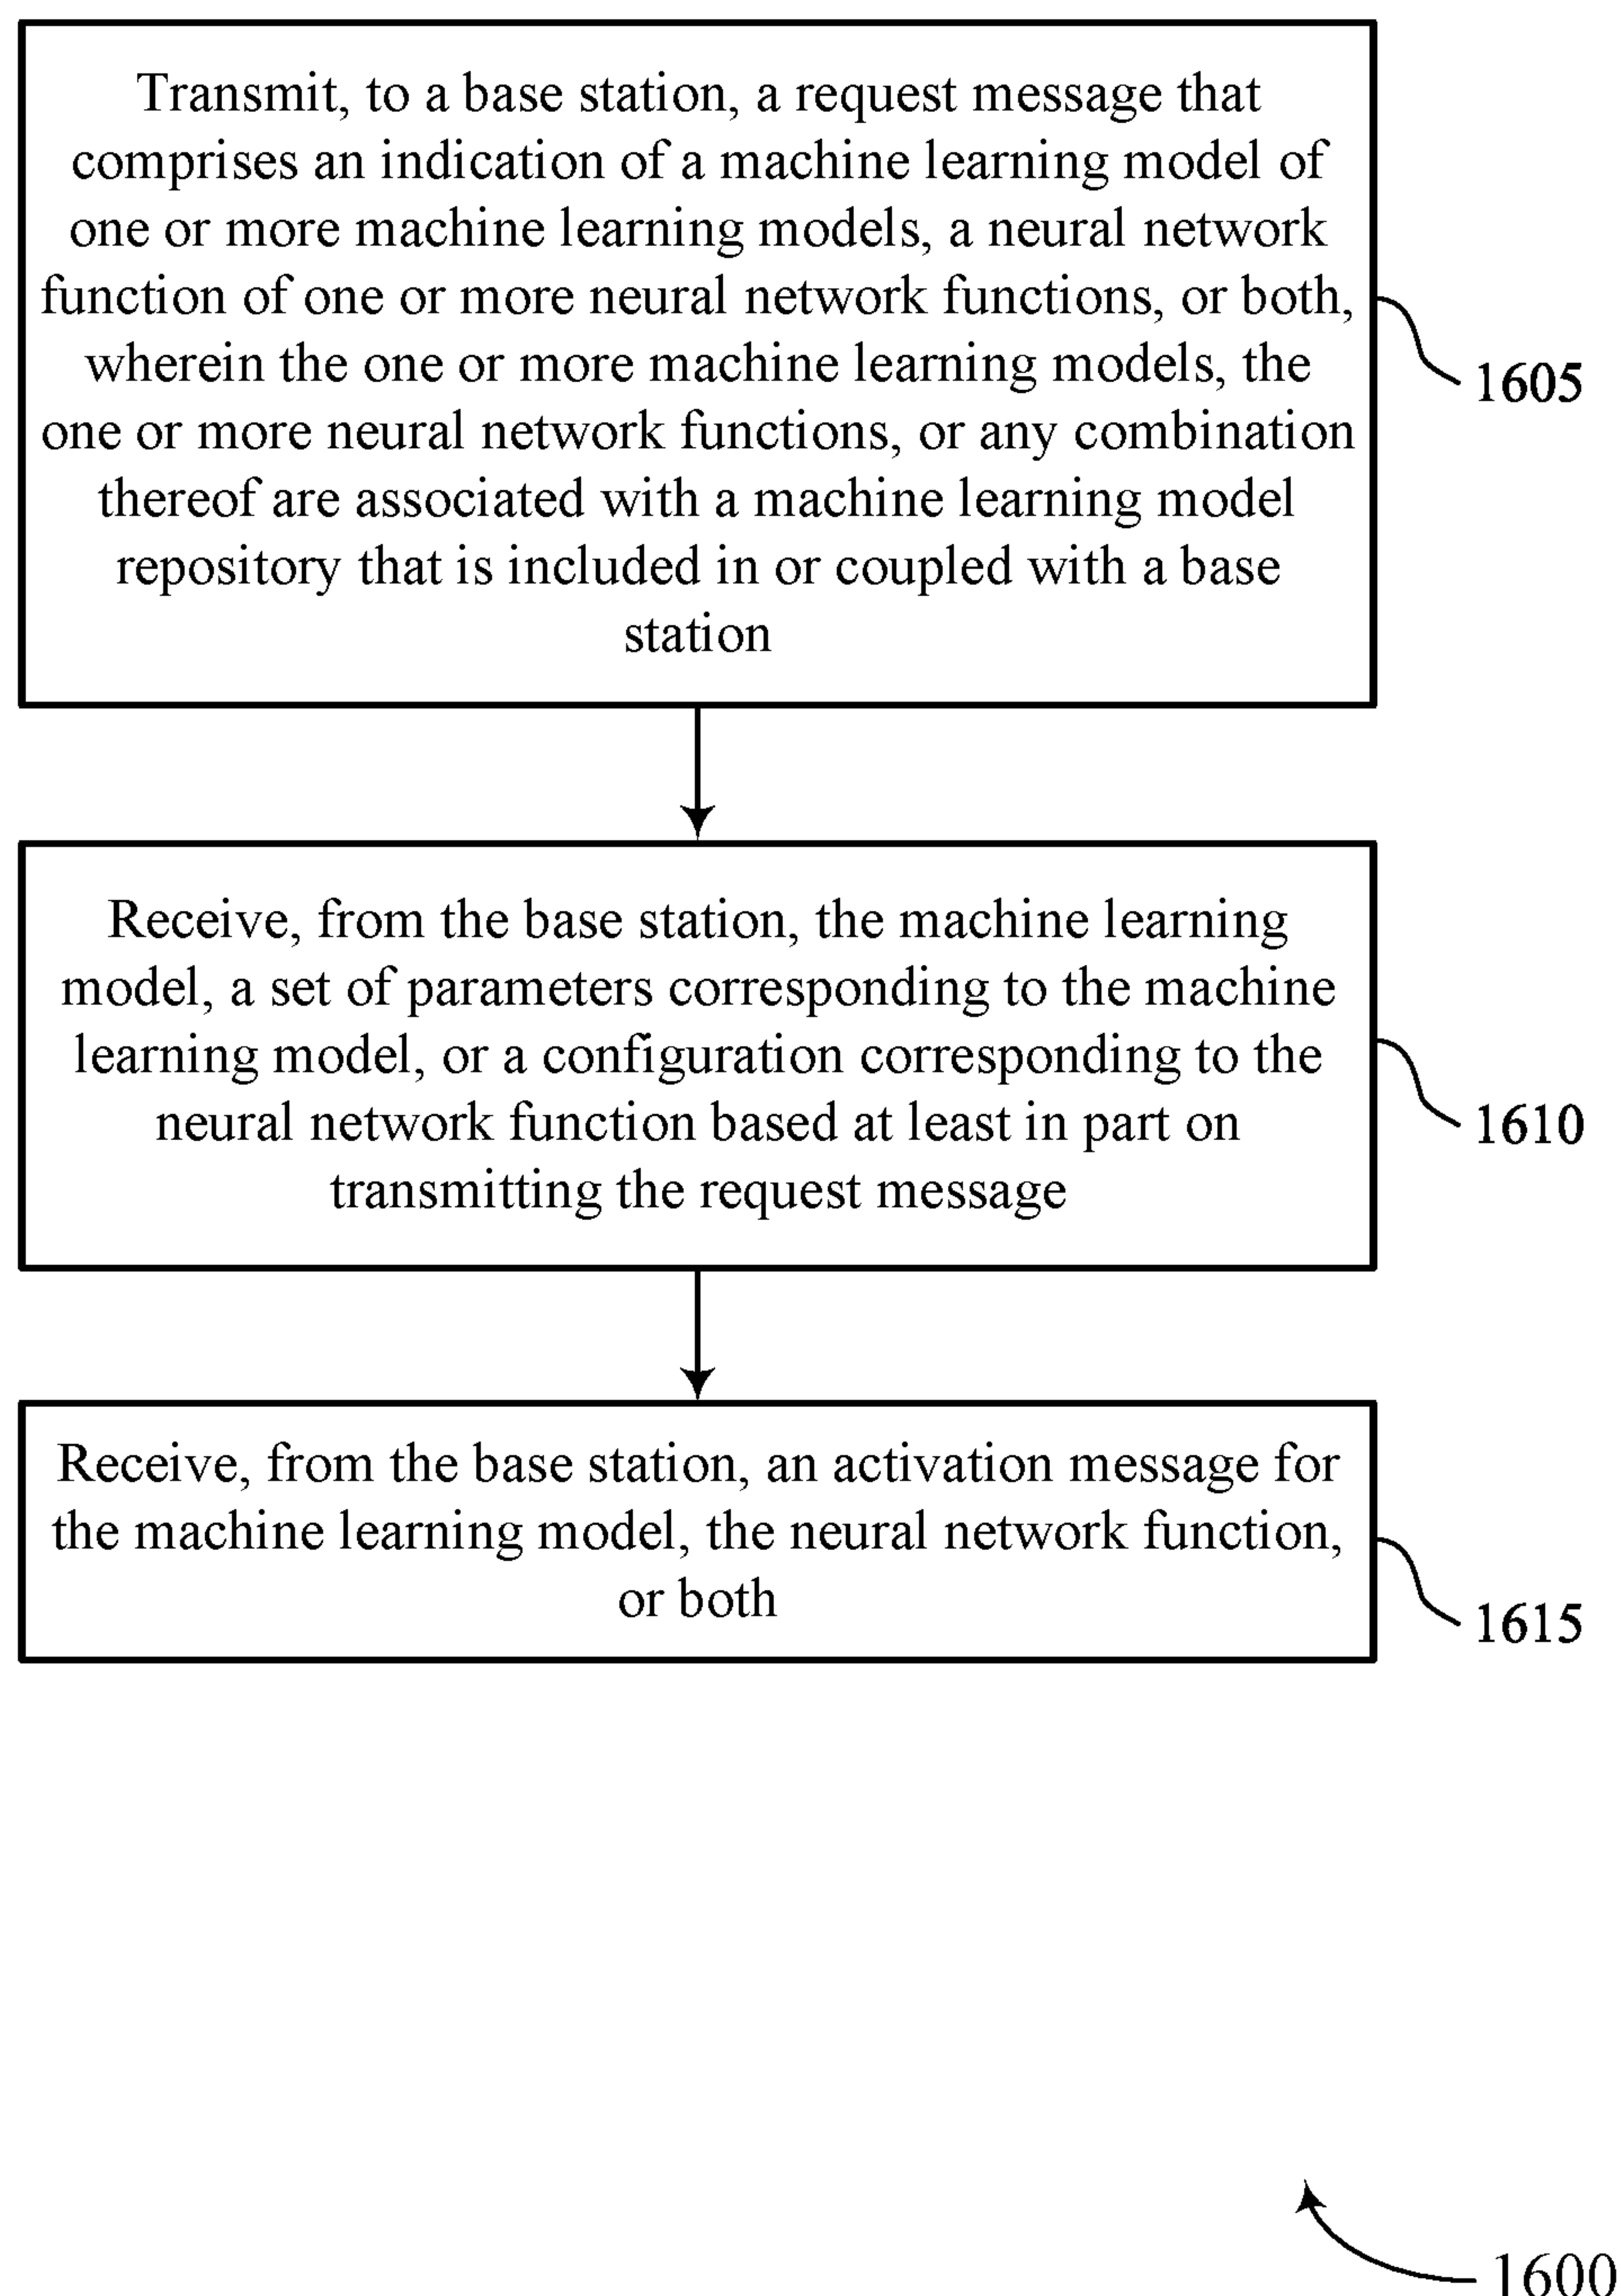 Transmit, to a base station, a request message that
comprises an indication of a machine learning model of
one or more machine learning models, a neural network
function of one or more neural network functions, or both,
wherein the one or more machine learning models, the
one or more neural network functions, or any combination
thereof are associated with a machine learning model
repository that is included in or coupled with a base
station
1605
Receive, from the base station, the machine learning
model, a set of parameters corresponding to the machine
learning model, or a configuration corresponding to the
neural network function based at least in part on
transmitting the request message
1610
Receive, from the base station, an activation message for
the machine learning model, the neural network function,
or both
1615
1600